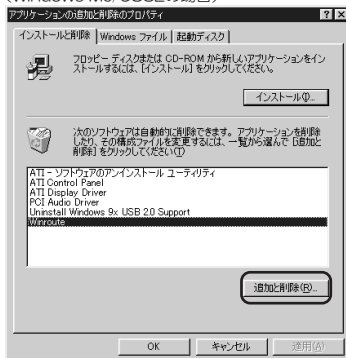 アプリケーションの追加と削除のプロパティ
インストールと削除 Windows ファイル 起動ディスク
フロッピー ディスクまたは CD-ROM から新しいアプリケーションをイン
ストールするには、[インストール] をクリックしてください。
インストール(I)...
次のソフトウェアは自動的に削除できます。アプリケーションを削除
したり、その構成ファイルを変更するには、一覧から選んで [追加と
削除] をクリックしてください(T)
ATI - ソフトウェアのアンインストール ユーティリティ
ATI Control Panel
ATI Display Driver
PCI Audio Driver
Uninstall Windows 9x USB 2.0 Support
Winroute
追加と削除(R)...
OK キャンセル 適用(A)